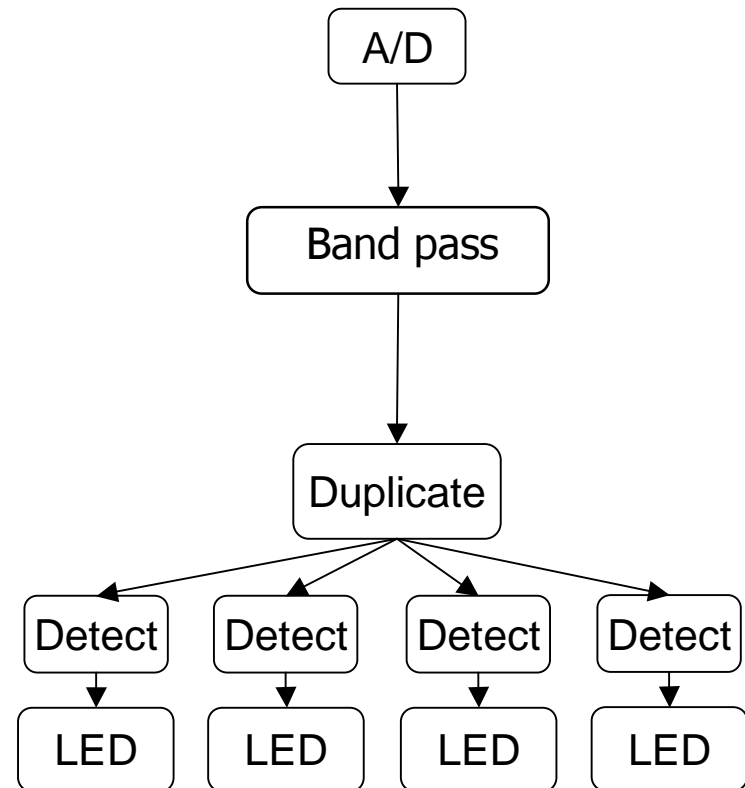 A/D
Band pass
Duplicate
Detect Detect Detect Detect
LED LED LED LED